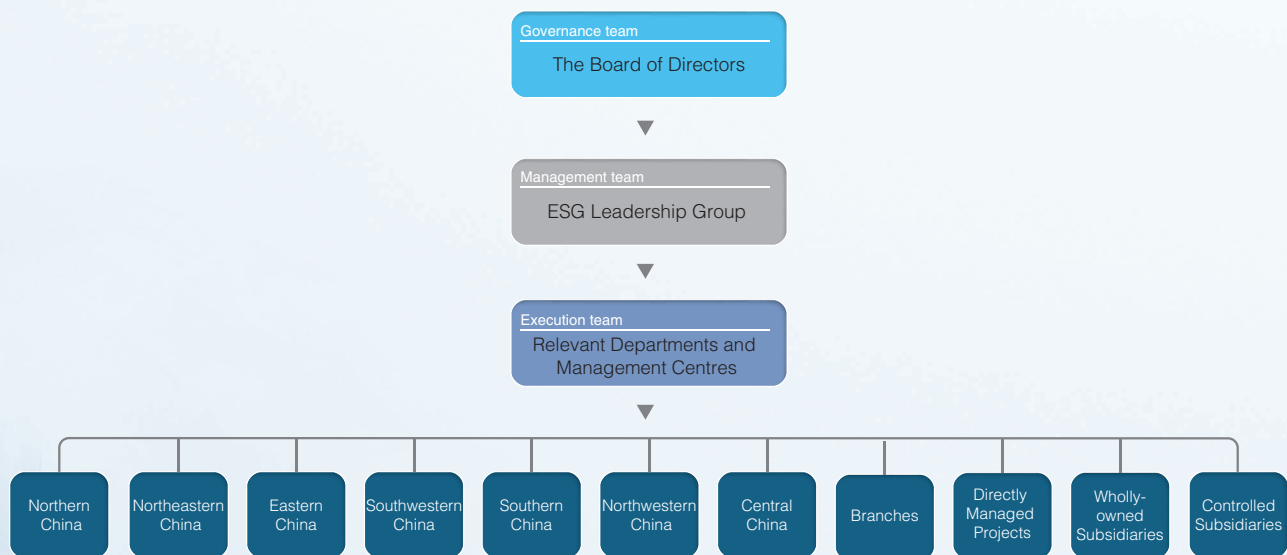 Governance team
The Board of Directors
Management team
ESG Leadership Group
Execution team
Relevant Departments and
Management Centres
Northern
China
Northeastern
China
Eastern
China
Southwestern
China
Southern
China
Northwestern
China
Central
China
Branches
Directly
Managed
Projects
Wholly-
owned
Subsidiaries
Controlled
Subsidiaries